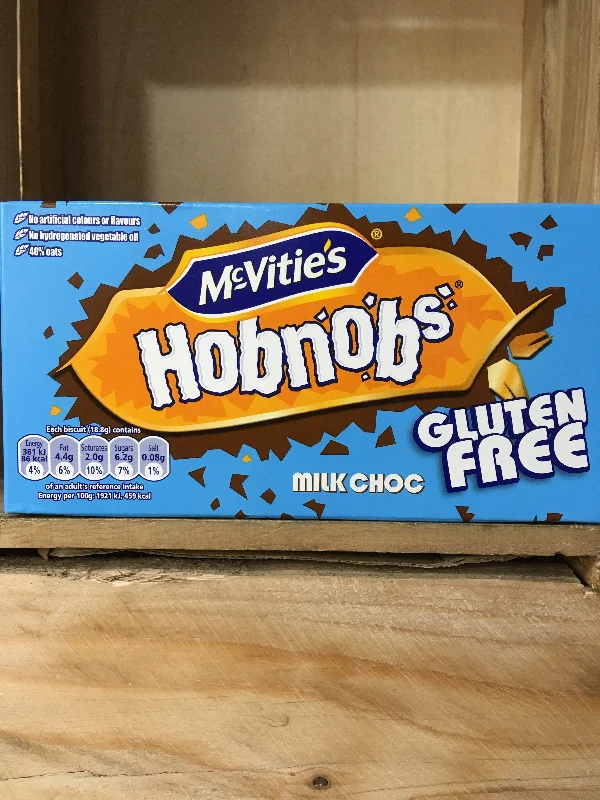 No artificial colours or flavours
No hydrogenated vegetable oil
40% oats
McVitie's ®
Hobnobs ®
GLUTEN
FREE
MILK CHOC
Each biscuit (18.8g) contains
Energy Fat Saturates Sugars Salt
361 kJ
86 kcal 4.4g 2.0g 6.2g 0.08g
4% 6% 10% 7% 1%
of an adult's reference intake
Energy per 100g: 1921 kJ, 459 kcal